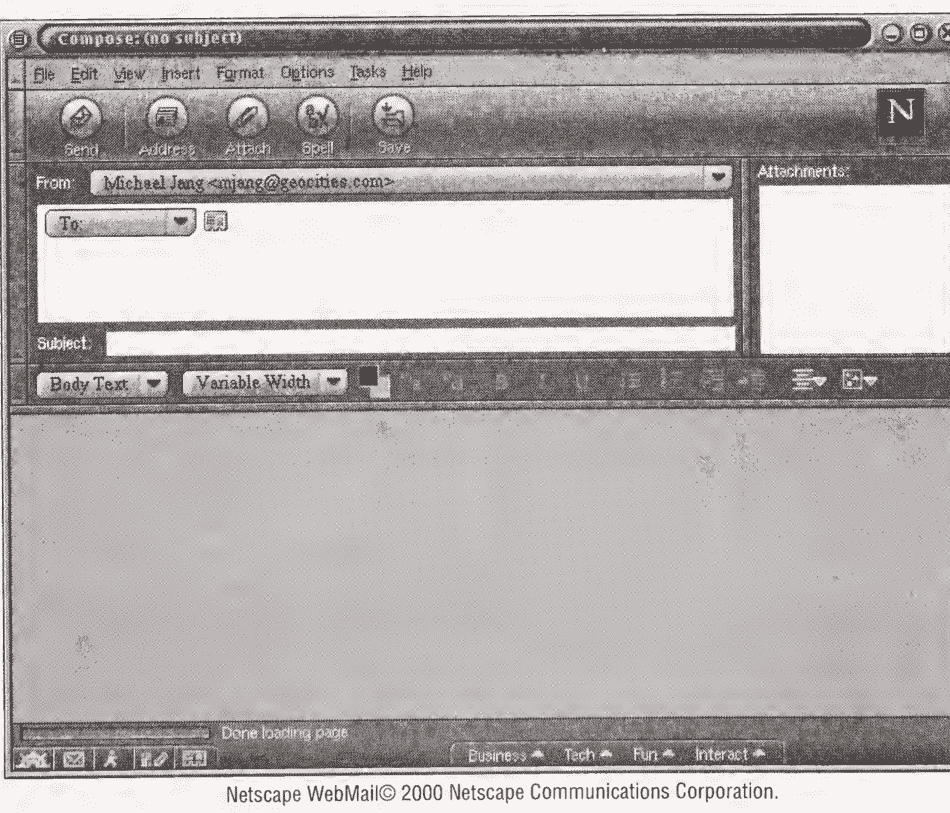 Compose: (no subject)
File Edit View Insert Format Options Tasks Help
N
Send Address Attach Spell Save
From: Michael Jang <mjang@geocities.com>
Attachments:
To:
Subject:
Body Text Variable Width
Done loading page
Business Tech Fun Interact
Netscape WebMail© 2000 Netscape Communications Corporation.